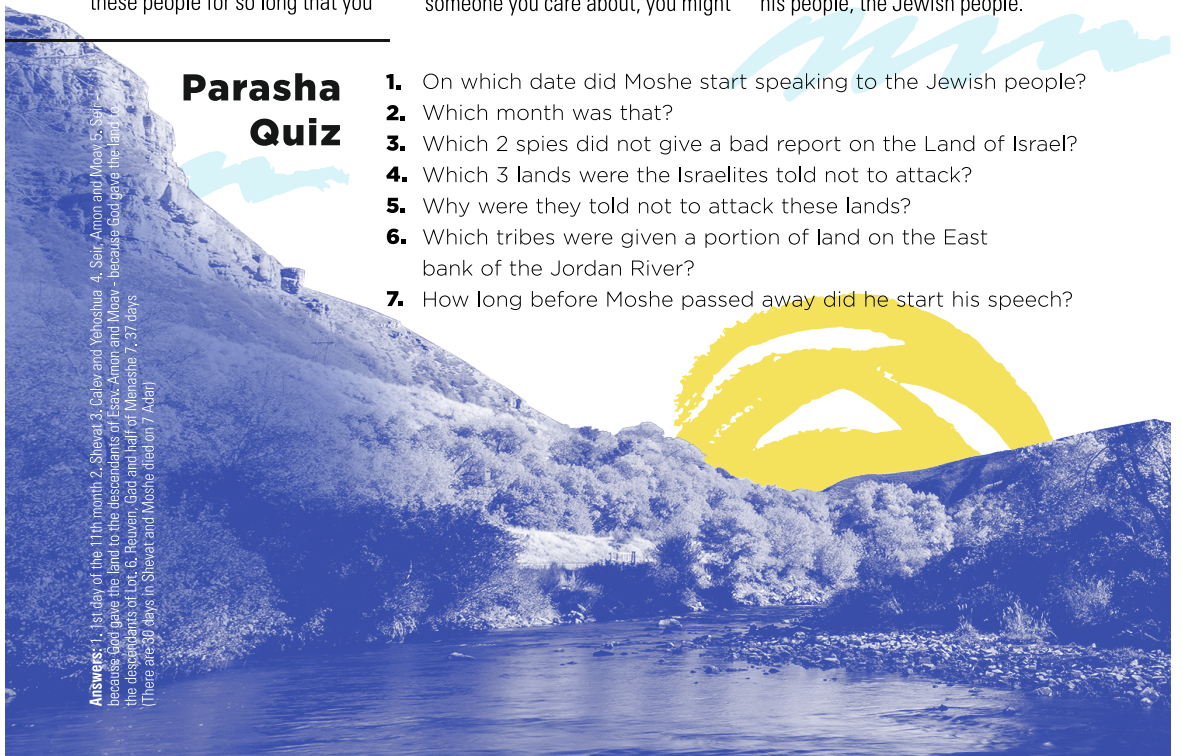 these people for so long that you
someone you care about, you might
his people, the Jewish people.
Parasha
Quiz
1. On which date did Moshe start speaking to the Jewish people?
2. Which month was that?
3. Which 2 spies did not give a bad report on the Land of Israel?
4. Which 3 lands were the Israelites told not to attack?
5. Why were they told not to attack these lands?
6. Which tribes were given a portion of land on the East
bank of the Jordan River?
7. How long before Moshe passed away did he start his speech?
Answers: 1. 1st day of the 11th month 2. Shevat 3. Calev and Yehoshua 4. Seir, Amon and Moav 5. Seir -
because God gave the land to the descendants of Esav. Amon and Moav - because God gave the land to
the descendants of Lot. 6. Reuven, Gad and half of Menashe 7. 37 days
(There are 30 days in Shevat and Moshe died on 7 Adar)